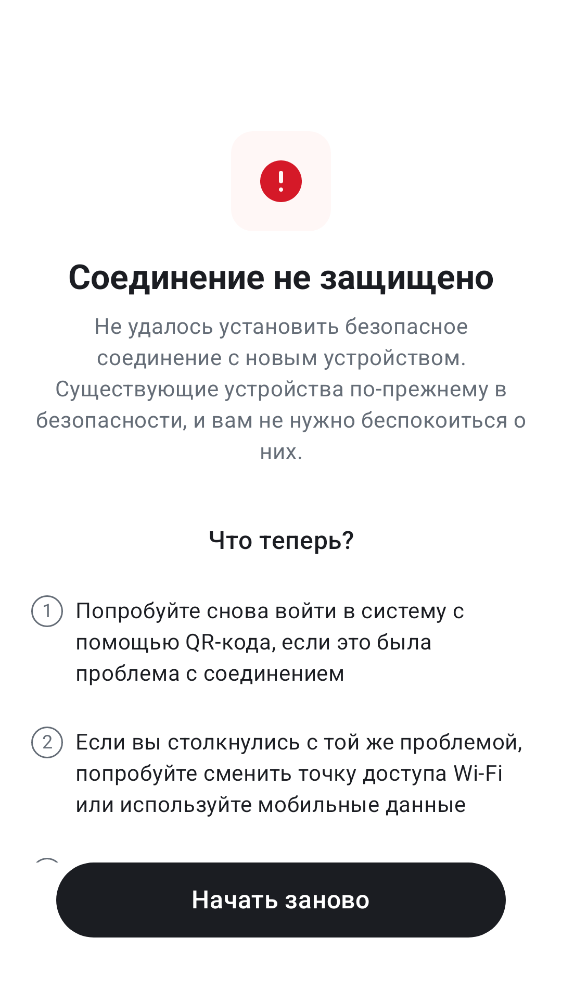 Соединение не защищено
Не удалось установить безопасное
соединение с новым устройством.
Существующие устройства по-прежнему в
безопасности, и вам не нужно беспокоиться о
них.
Что теперь?
1 Попробуйте снова войти в систему с
помощью QR-кода, если это была
проблема с соединением
2 Если вы столкнулись с той же проблемой,
попробуйте сменить точку доступа Wi-Fi
или используйте мобильные данные
Начать заново